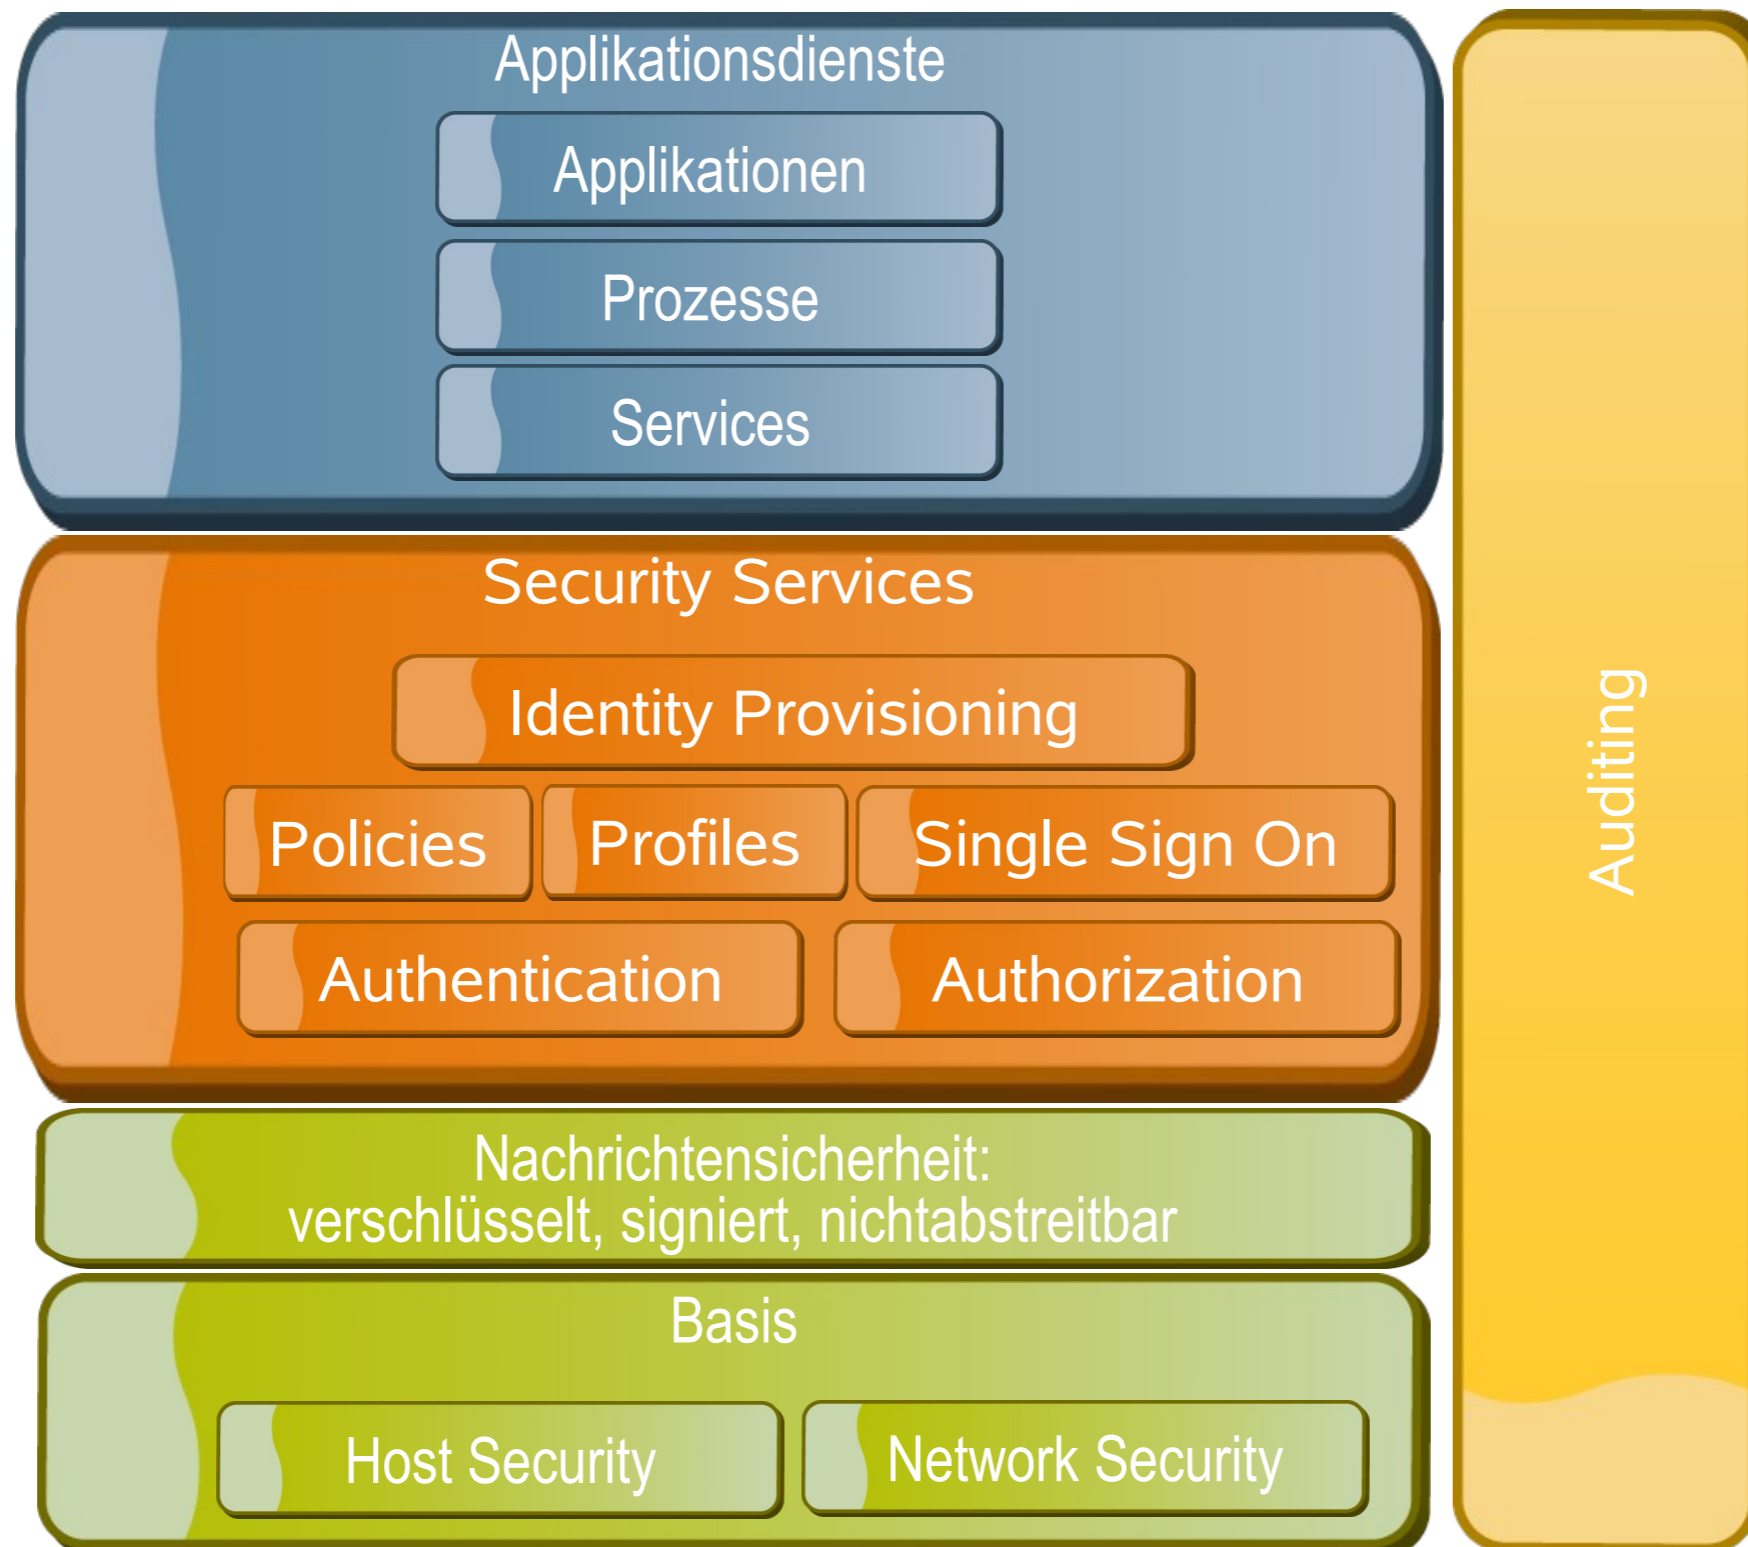 Applikationsdienste
Applikationen
Prozesse
Services
Security Services
Identity Provisioning
Policies
Profiles
Single Sign On
Authentication
Authorization
Nachrichtensicherheit:
verschlüsselt, signiert, nichtabstreitbar
Basis
Host Security
Network Security
Auditing